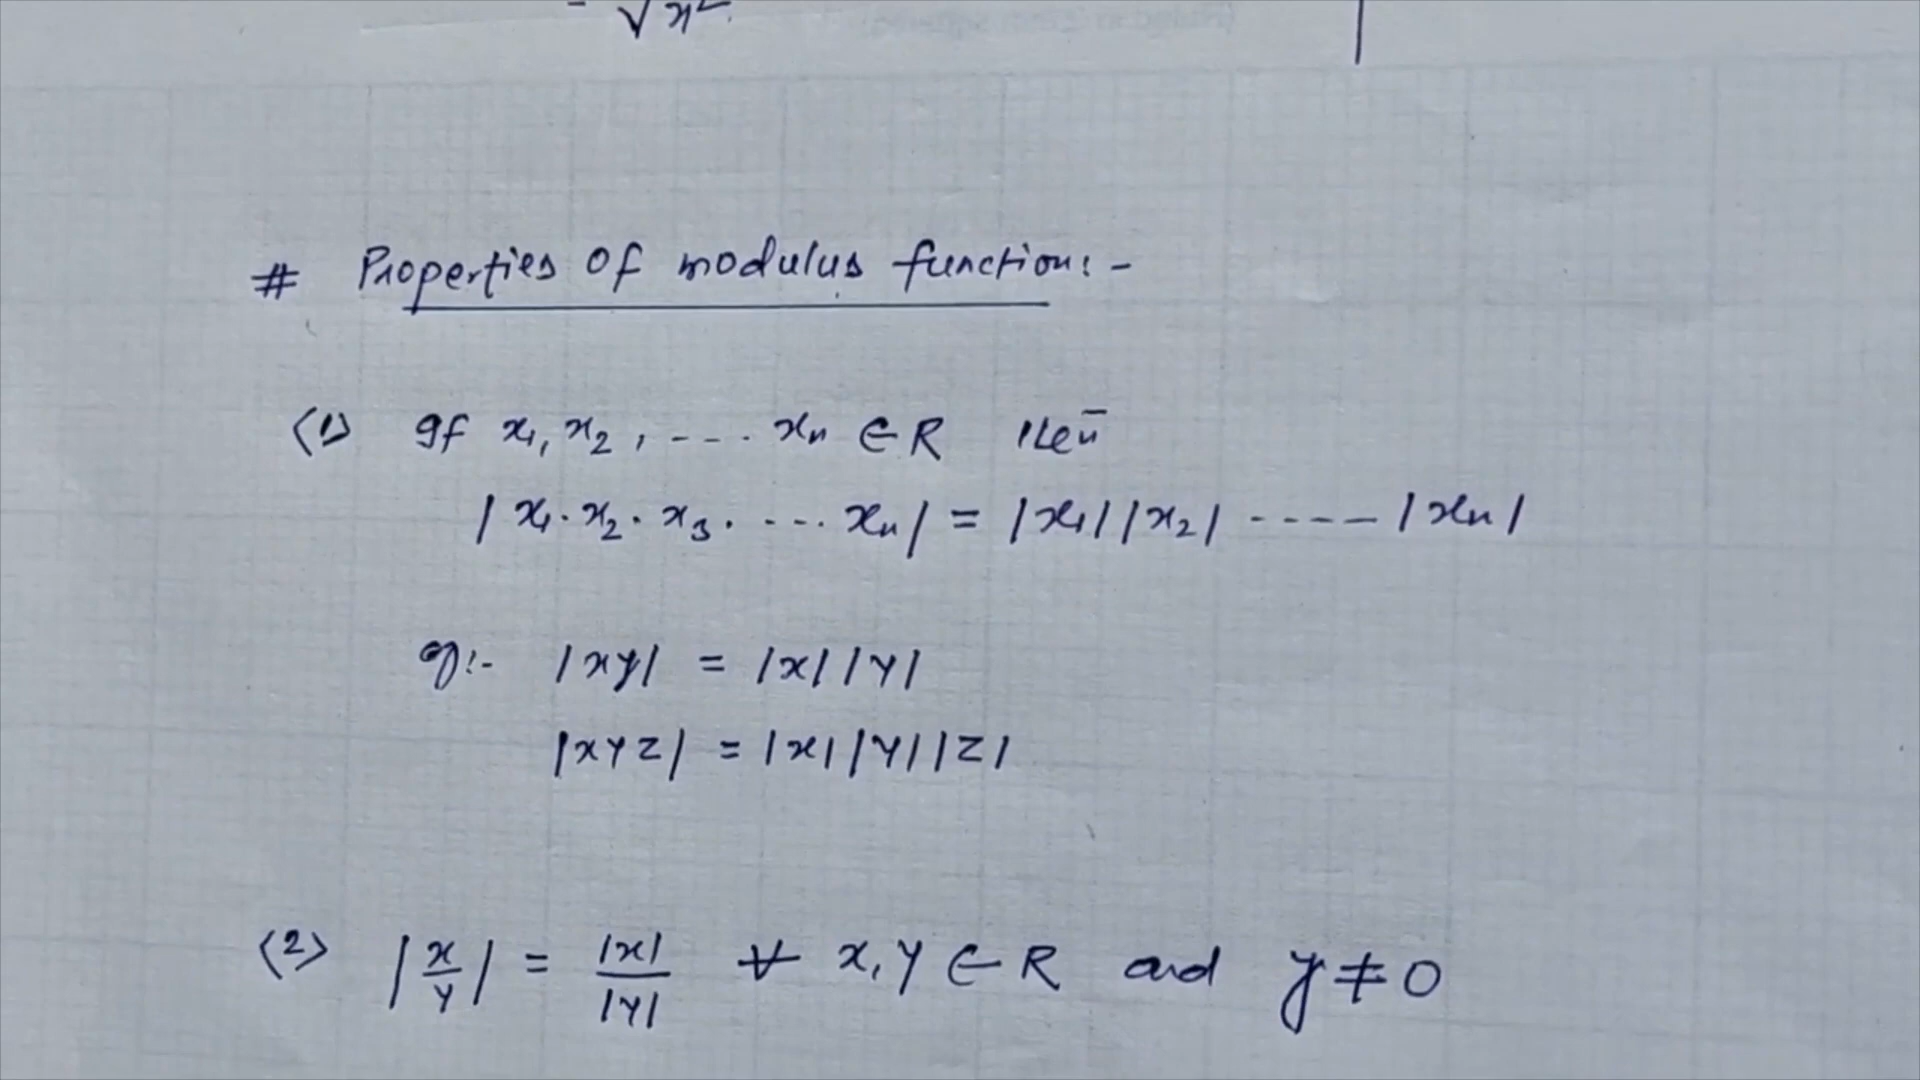 √x²
# Properties of modulus function:-
(1) If x₁, x₂, --- xₙ ∈ R then
|x₁·x₂·x₃· --- xₙ| = |x₁||x₂| ----- |xₙ|
eg:- |xy| = |x||y|
|xyz| = |x||y||z|
(2) |x/y| = |x|/|y| ∀ x,y ∈ R and y ≠ 0